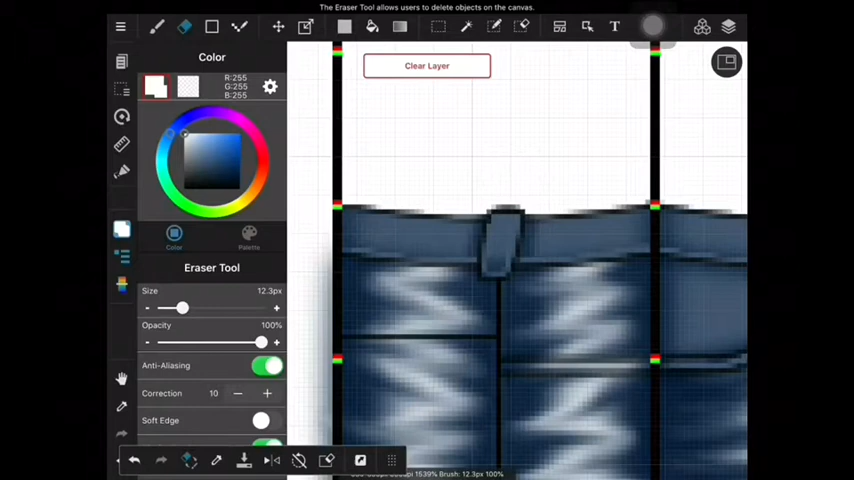 The Eraser Tool allows users to delete objects on the canvas.
T
Color
Clear Layer
R:255
G:255
B:255
Color
Palette
Eraser Tool
Size 12.3px
- +
Opacity 100%
- +
Anti-Aliasing
Correction 10 - +
Soft Edge
1539% Brush: 12.3px 100%